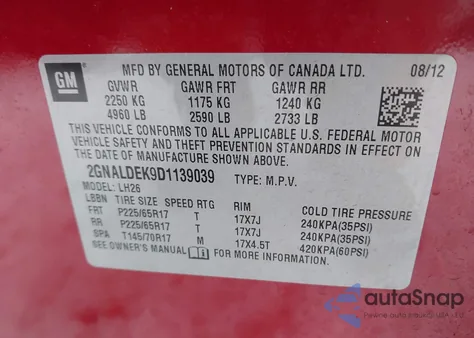 GM
MFD BY GENERAL MOTORS OF CANADA LTD. 08/12
GVWR GAWR FRT GAWR RR
2250 KG 1175 KG 1240 KG
4960 LB 2590 LB 2733 LB
THIS VEHICLE CONFORMS TO ALL APPLICABLE U.S. FEDERAL MOTOR
VEHICLE SAFETY AND THEFT PREVENTION STANDARDS IN EFFECT ON
THE DATE OF MANUFACTURE SHOWN ABOVE.
2GNALDEK9D1139039 TYPE: M.P.V.
MODEL: LH26
LBBN TIRE SIZE SPEED RTG RIM COLD TIRE PRESSURE
FRT P225/65R17 T 17X7J 240KPA(35PSI)
RR P225/65R17 T 17X7J 240KPA(35PSI)
SPA T145/70R17 M 17X4.5T 420KPA(60PSI)
SEE OWNER'S MANUAL FOR MORE INFORMATION.
autoSnap